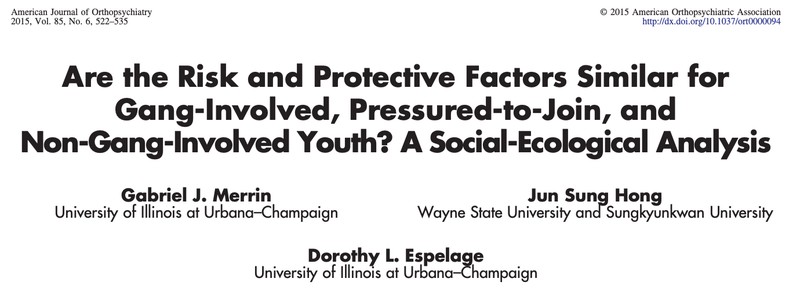 American Journal of Orthopsychiatry
2015, Vol. 85, No. 6, 522–535
© 2015 American Orthopsychiatric Association
http://dx.doi.org/10.1037/ort0000094
Are the Risk and Protective Factors Similar for
Gang-Involved, Pressured-to-Join, and
Non-Gang-Involved Youth? A Social-Ecological Analysis
Gabriel J. Merrin
University of Illinois at Urbana–Champaign
Jun Sung Hong
Wayne State University and Sungkyunkwan University
Dorothy L. Espelage
University of Illinois at Urbana–Champaign